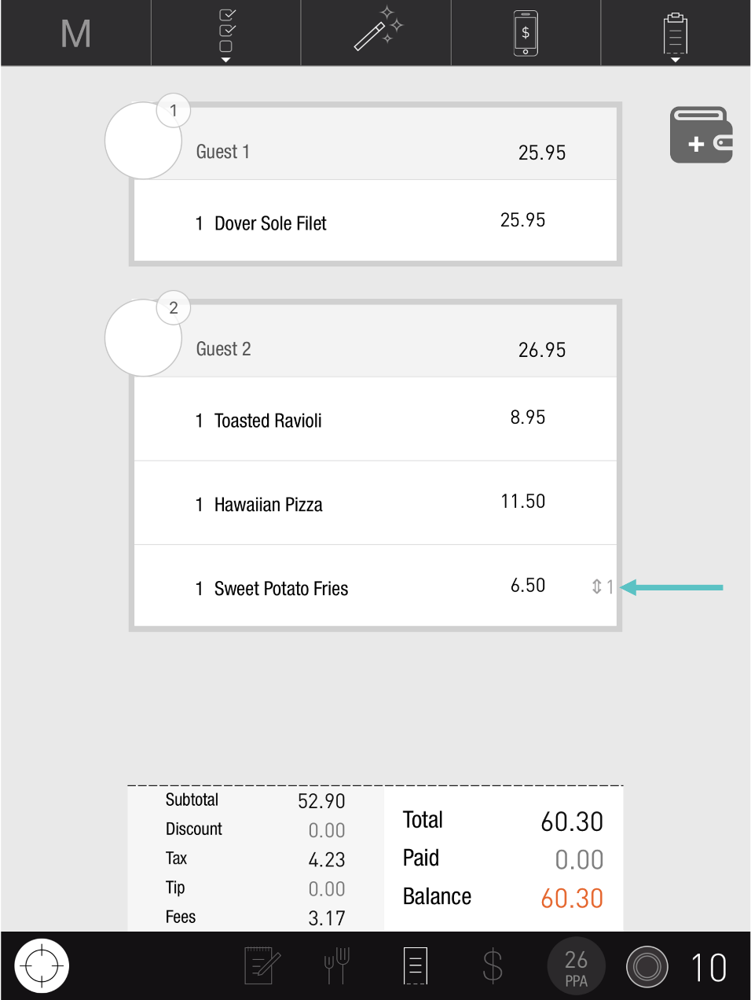 M
$
1
Guest 1 25.95
1 Dover Sole Filet 25.95
2
Guest 2 26.95
1 Toasted Ravioli 8.95
1 Hawaiian Pizza 11.50
1 Sweet Potato Fries 6.50 ⇕ 1
Subtotal 52.90
Discount 0.00
Tax 4.23
Tip 0.00
Fees 3.17
Total 60.30
Paid 0.00
Balance 60.30
$
26
PPA
10